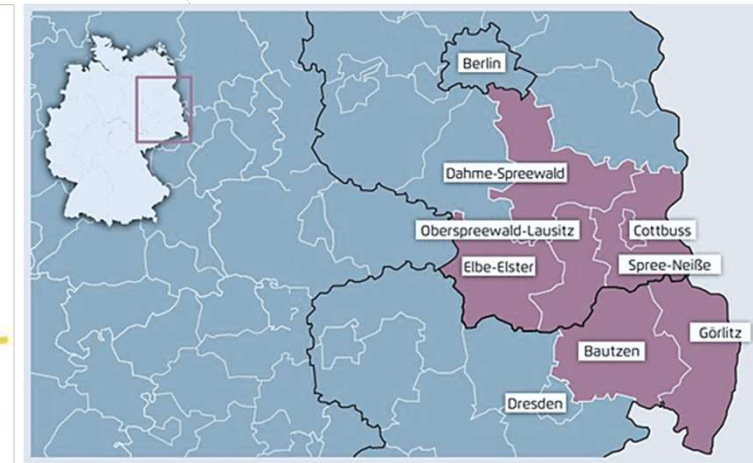 Berlin
Dahme-Spreewald
Oberspreewald-Lausitz
Cottbuss
Elbe-Elster
Spree-Neiße
Görlitz
Bautzen
Dresden